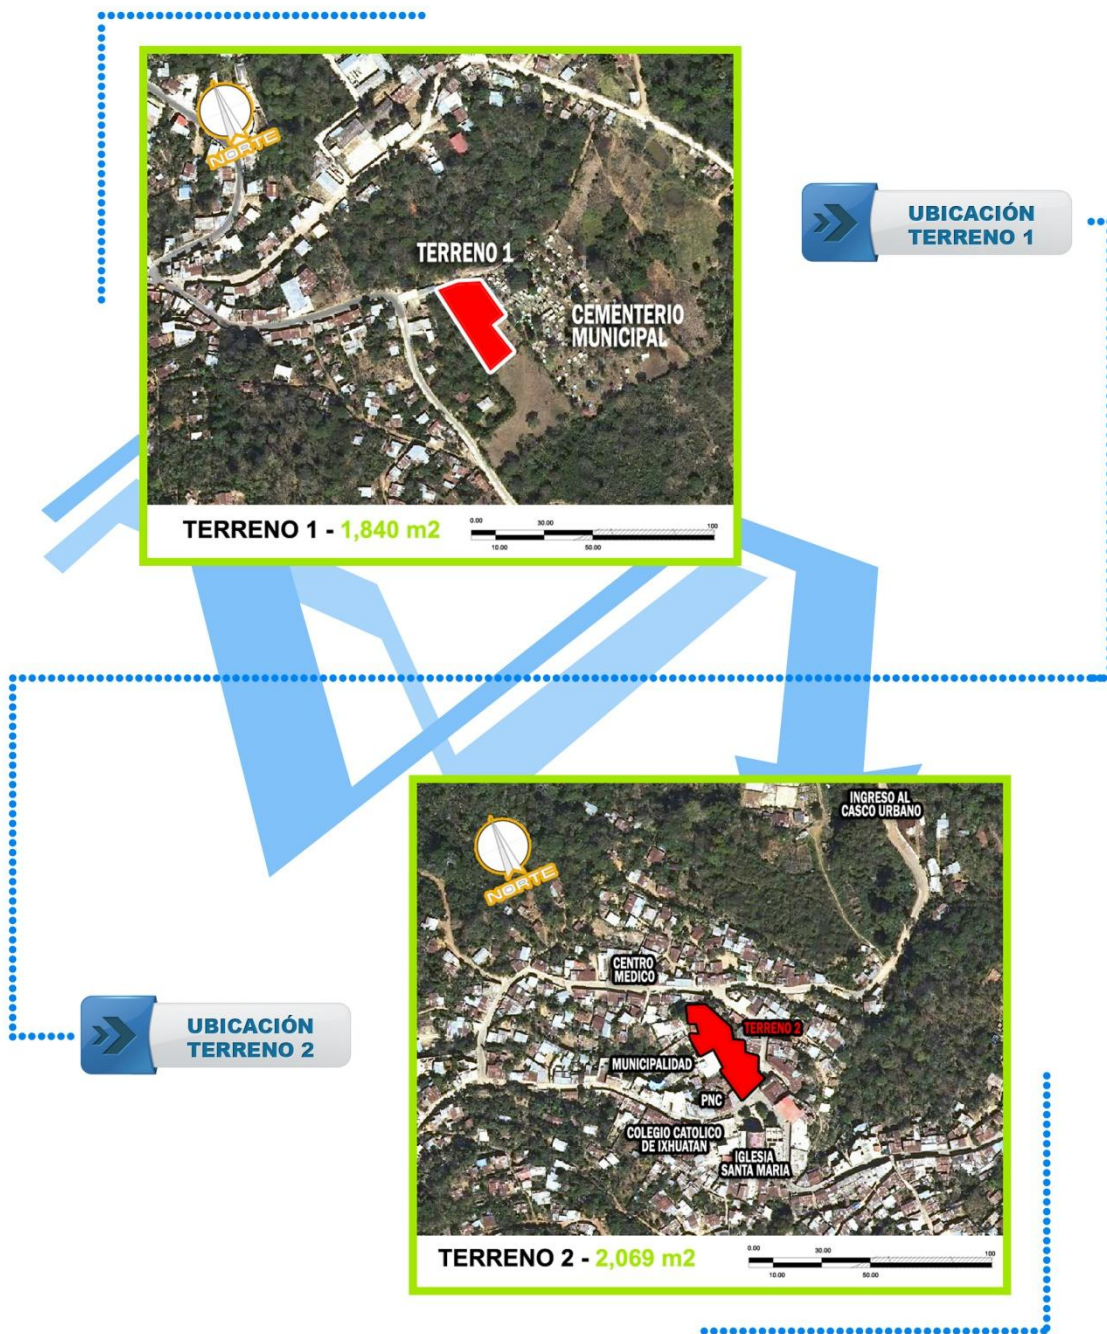 NORTE
TERRENO 1
CEMENTERIO
MUNICIPAL
TERRENO 1 - 1,840 m2
0.00 30.00 100
10.00 50.00
UBICACIÓN
TERRENO 1
INGRESO AL
CASCO URBANO
NORTE
CENTRO
MEDICO
TERRENO 2
MUNICIPALIDAD
PNC
COLEGIO CATOLICO
DE IXHUATAN
IGLESIA
SANTA MARIA
TERRENO 2 - 2,069 m2
0.00 30.00 100
10.00 50.00
UBICACIÓN
TERRENO 2